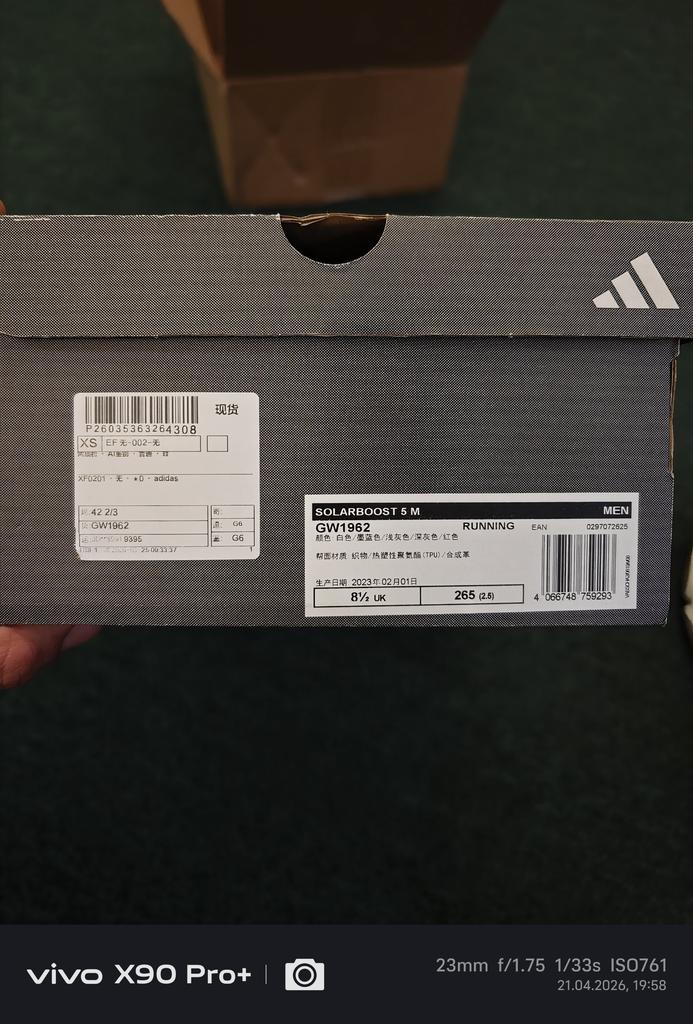 现货
P26035363264308
XS EF无-002-无
XF0201 · 无 · *0 · adidas
42 2/3
GW1962 G6
9395 G6
SOLARBOOST 5 M MEN
GW1962 RUNNING EAN 0297072625
颜色: 白色/墨蓝色/浅灰色/深灰色/红色
帮面材质: 织物/热塑性聚氨酯(TPU)/合成革
生产日期: 2023年02月01日
8½ UK 265 (2.5)
4 066748 759293
vivo X90 Pro+
23mm f/1.75 1/33s ISO761
21.04.2026, 19:58